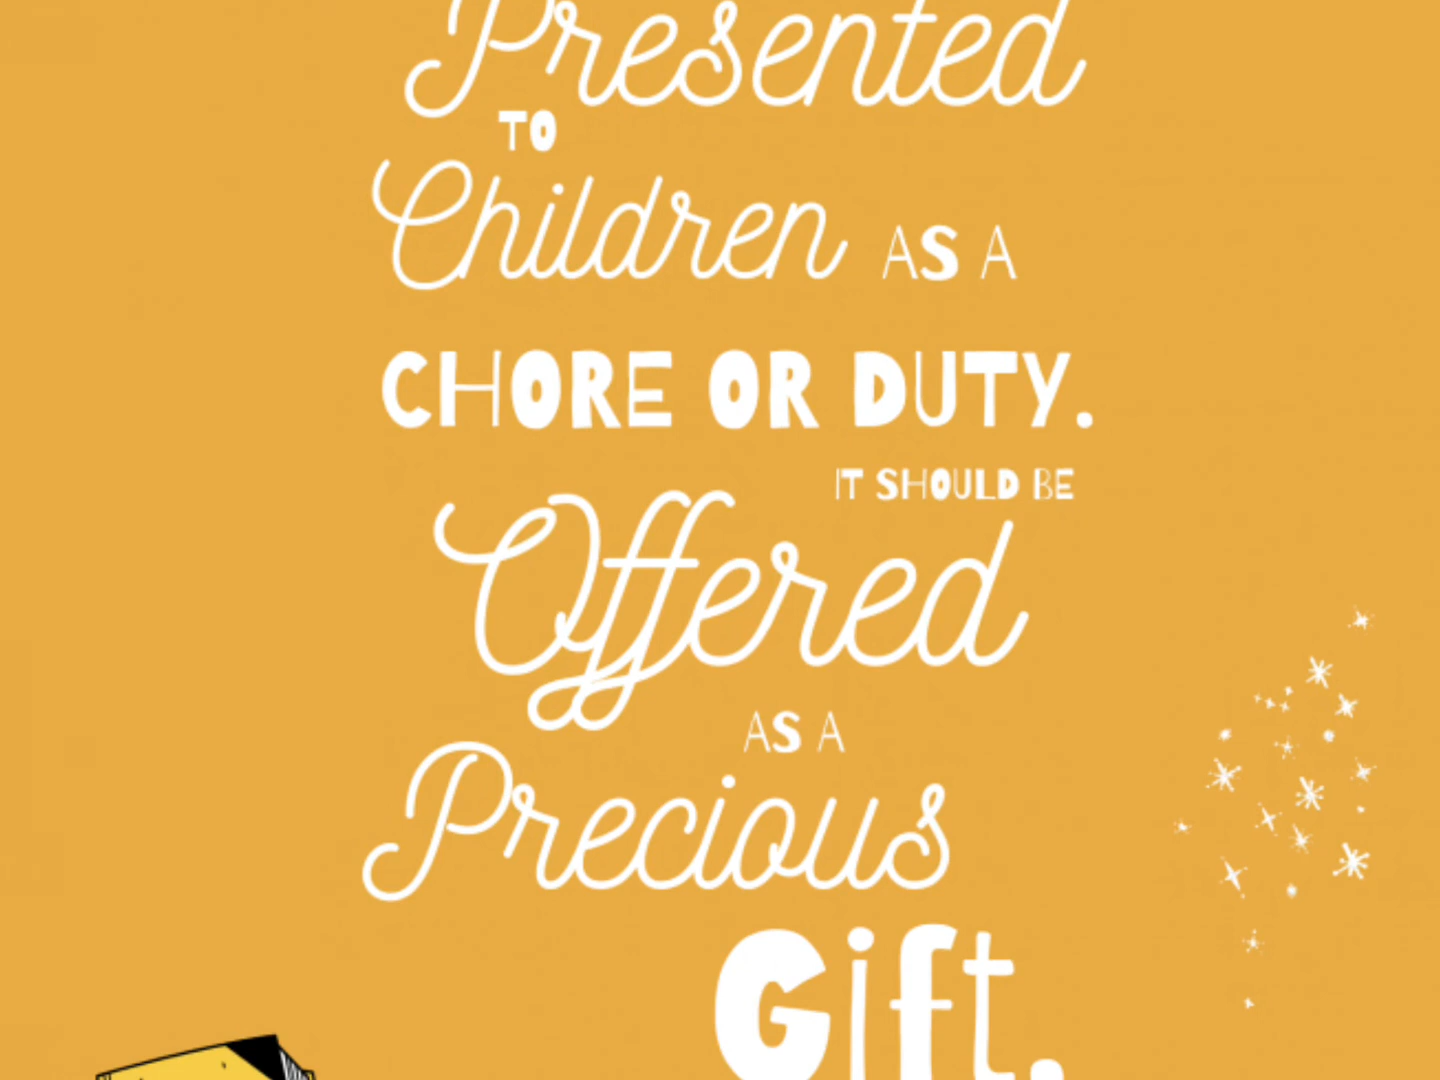 Presented
TO
Children AS A
CHORE OR DUTY.
IT SHOULD BE
Offered
AS A
Precious
Gift.